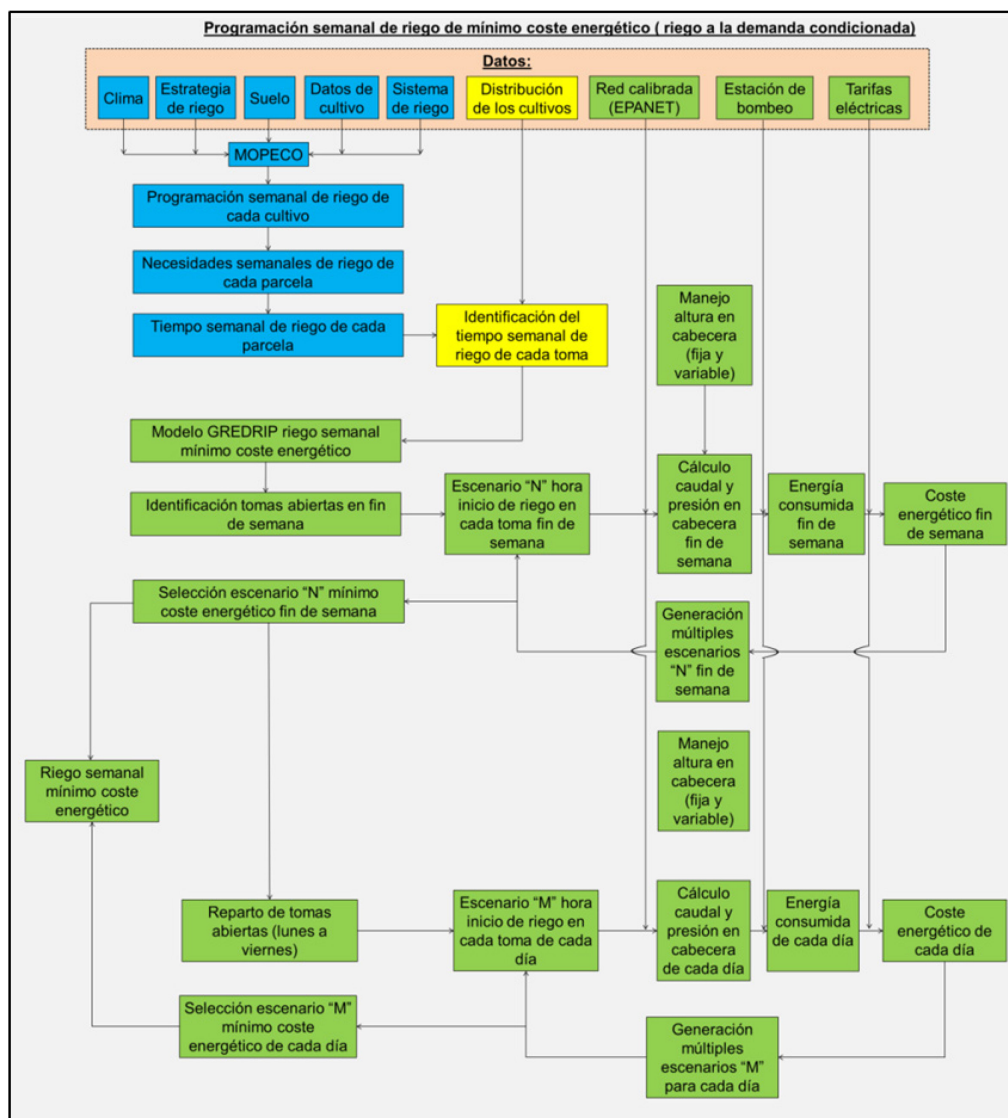 Programación semanal de riego de mínimo coste energético ( riego a la demanda condicionada)
Datos:
Clima
Estrategia
de riego
Suelo
Datos de
cultivo
Sistema
de riego
Distribución
de los cultivos
Red calibrada
(EPANET)
Estación de
bombeo
Tarifas
eléctricas
MOPECO
Programación semanal de riego de
cada cultivo
Necesidades semanales de riego de
cada parcela
Tiempo semanal de riego de cada
parcela
Identificación del
tiempo semanal de
riego de cada toma
Manejo
altura en
cabecera
(fija y
variable)
Modelo GREDRIP riego semanal
mínimo coste energético
Identificación tomas abiertas en fin
de semana
Escenario “N” hora
inicio de riego en
cada toma fin de
semana
Cálculo
caudal y
presión en
cabecera
fin de
semana
Energía
consumida
fin de
semana
Coste
energético fin
de semana
Selección escenario “N” mínimo
coste energético fin de semana
Generación
múltiples
escenarios
“N” fin de
semana
Manejo
altura en
cabecera
(fija y
variable)
Riego semanal
mínimo coste
energético
Reparto de tomas
abiertas (lunes a
viernes)
Escenario “M” hora
inicio de riego en
cada toma de cada
día
Cálculo
caudal y
presión en
cabecera
de cada día
Energía
consumida
de cada día
Coste
energético de
cada día
Selección escenario “M”
mínimo coste
energético de cada día
Generación
múltiples
escenarios “M”
para cada día